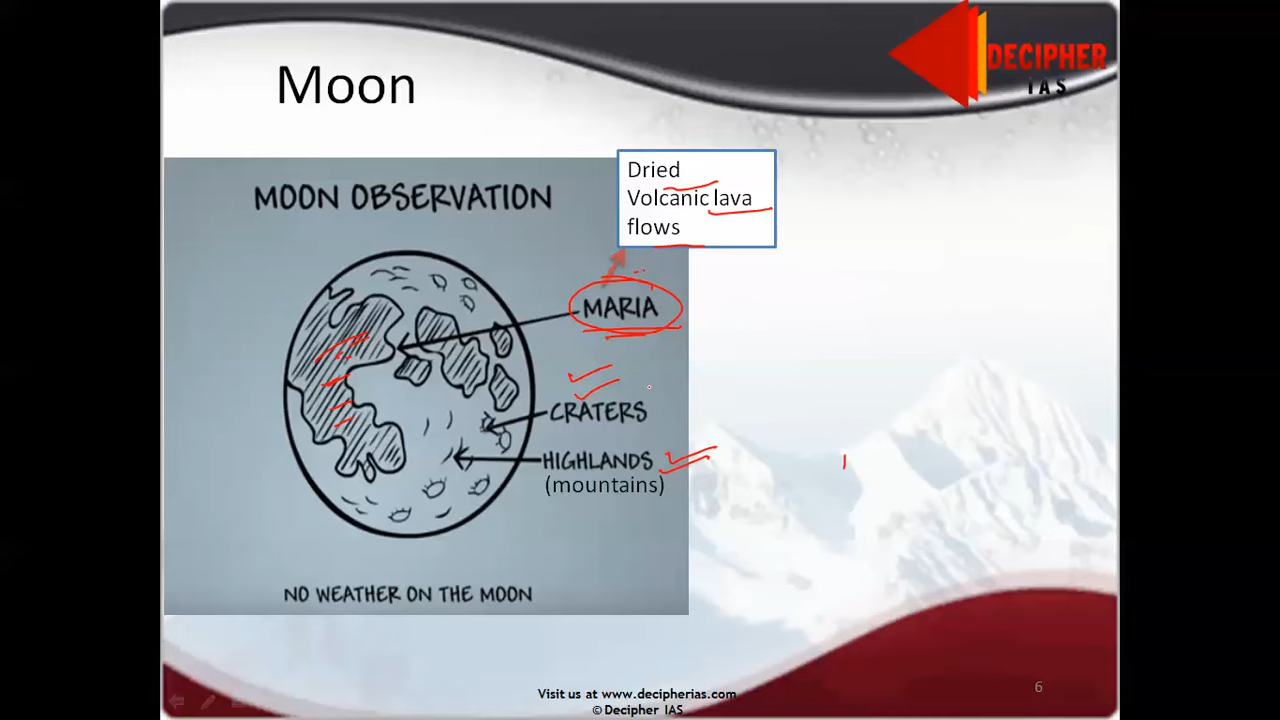 DECIPHER
IAS
Moon
Dried
Volcanic lava
flows
MOON OBSERVATION
MARIA
CRATERS
HIGHLANDS
(mountains)
NO WEATHER ON THE MOON
6
Visit us at www.decipherias.com
© Decipher IAS